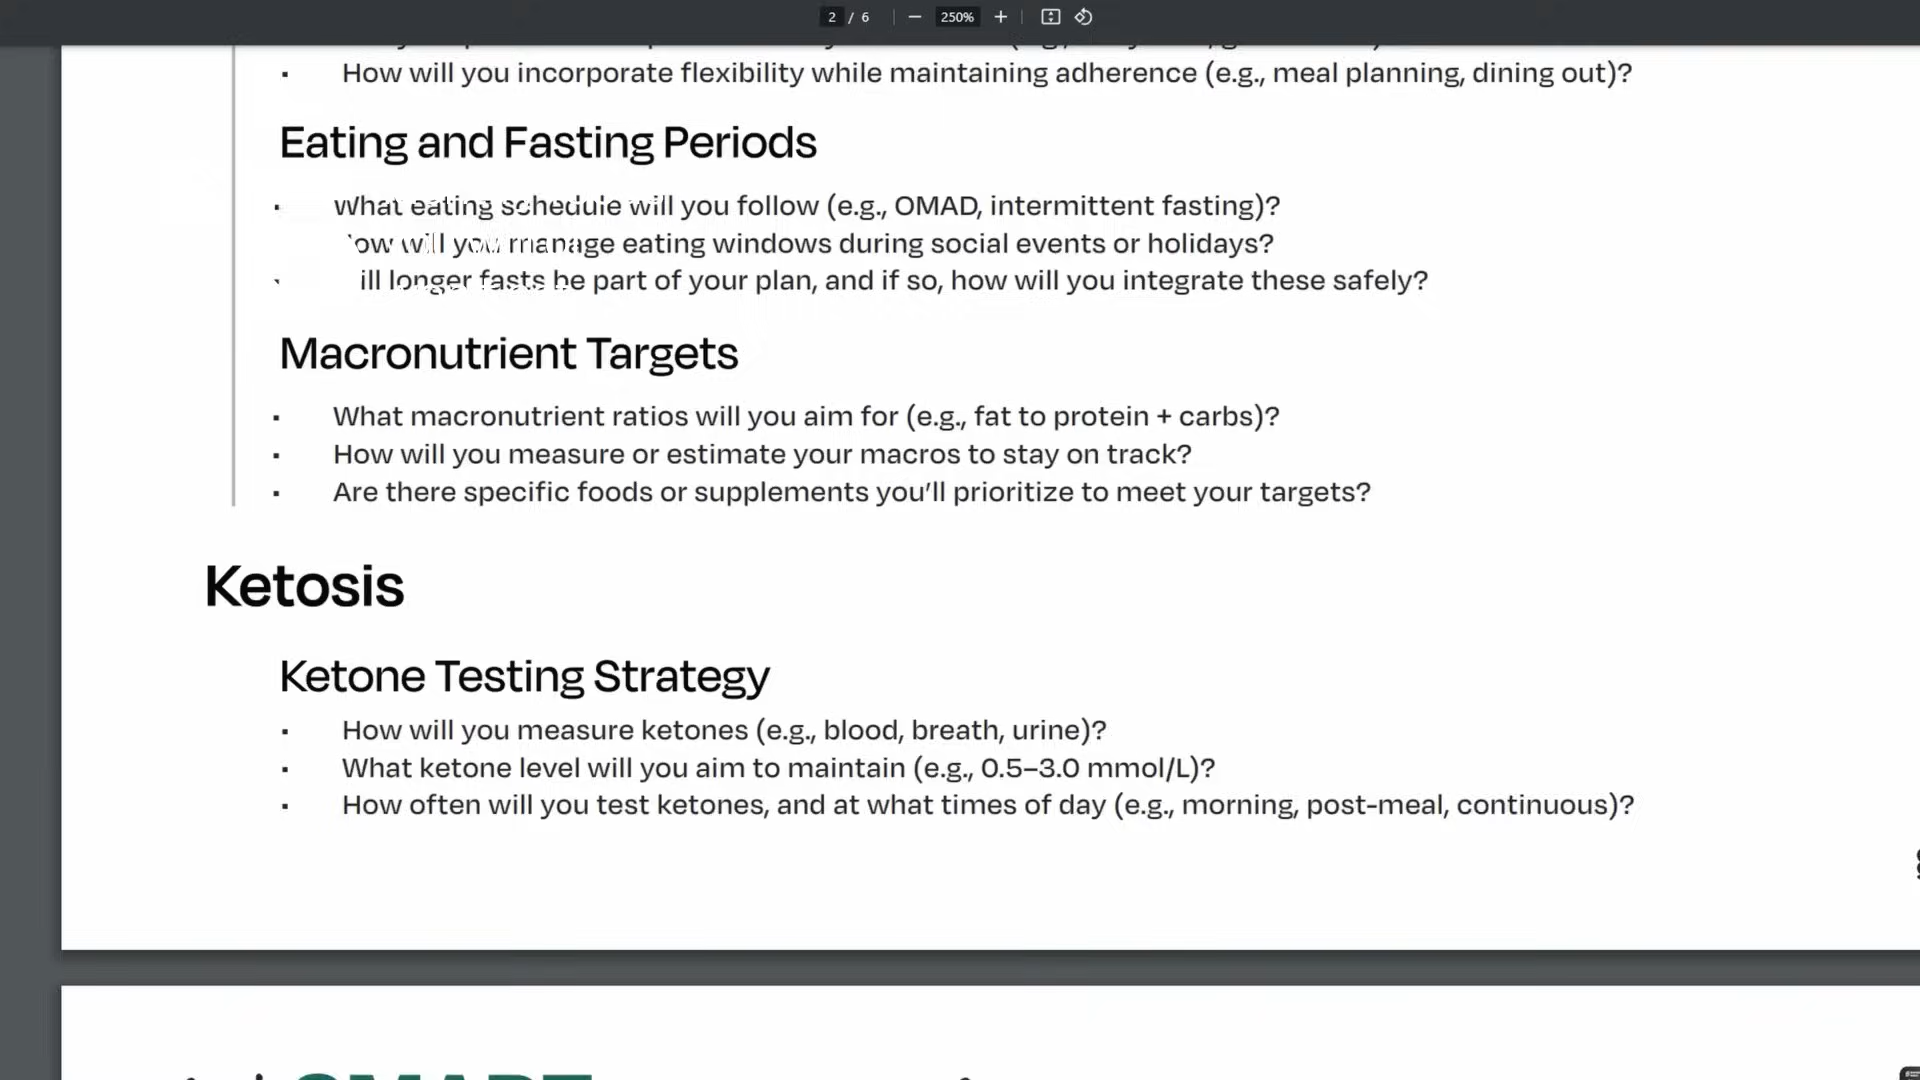 2 / 6 250%
How will you incorporate flexibility while maintaining adherence (e.g., meal planning, dining out)?
Eating and Fasting Periods
What eating schedule will you follow (e.g., OMAD, intermittent fasting)?
will you manage eating windows during social events or holidays?
longer fasts be part of your plan, and if so, how will you integrate these safely?
Macronutrient Targets
What macronutrient ratios will you aim for (e.g., fat to protein + carbs)?
How will you measure or estimate your macros to stay on track?
Are there specific foods or supplements you’ll prioritize to meet your targets?
Ketosis
Ketone Testing Strategy
How will you measure ketones (e.g., blood, breath, urine)?
What ketone level will you aim to maintain (e.g., 0.5–3.0 mmol/L)?
How often will you test ketones, and at what times of day (e.g., morning, post-meal, continuous)?